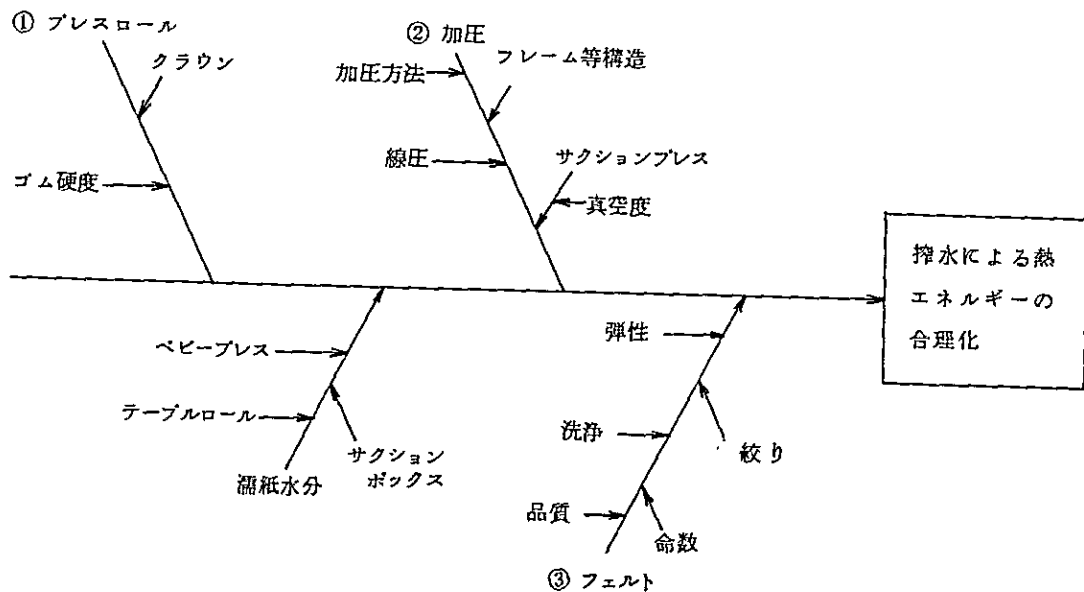 ① プレスロール
クラウン
ゴム硬度
② 加圧
フレーム等構造
加圧方法
線圧
サクションプレス
真空度
搾水による熱
エネルギーの
合理化
ベビープレス
テーブルロール
サクション
ボックス
濡紙水分
弾性
絞り
洗浄
品質
命数
③ フェルト